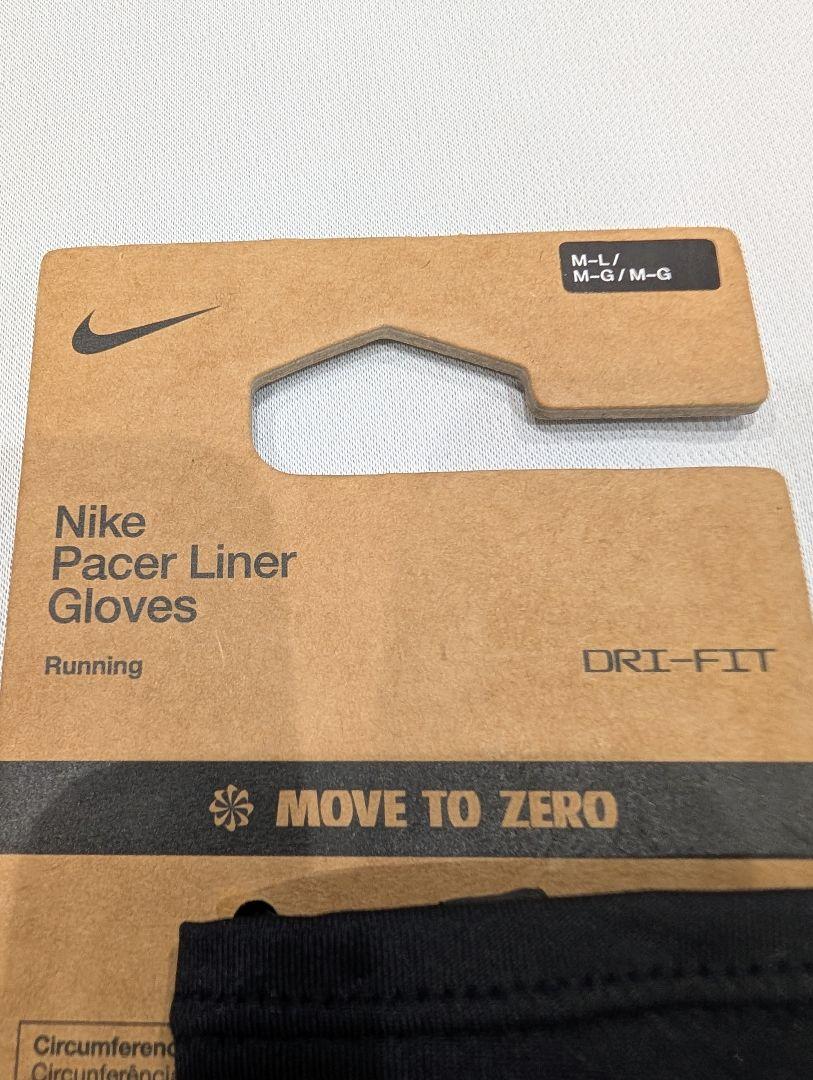 M-L/
M-G/M-G
Nike
Pacer Liner
Gloves
Running
DRI-FIT
MOVE TO ZERO